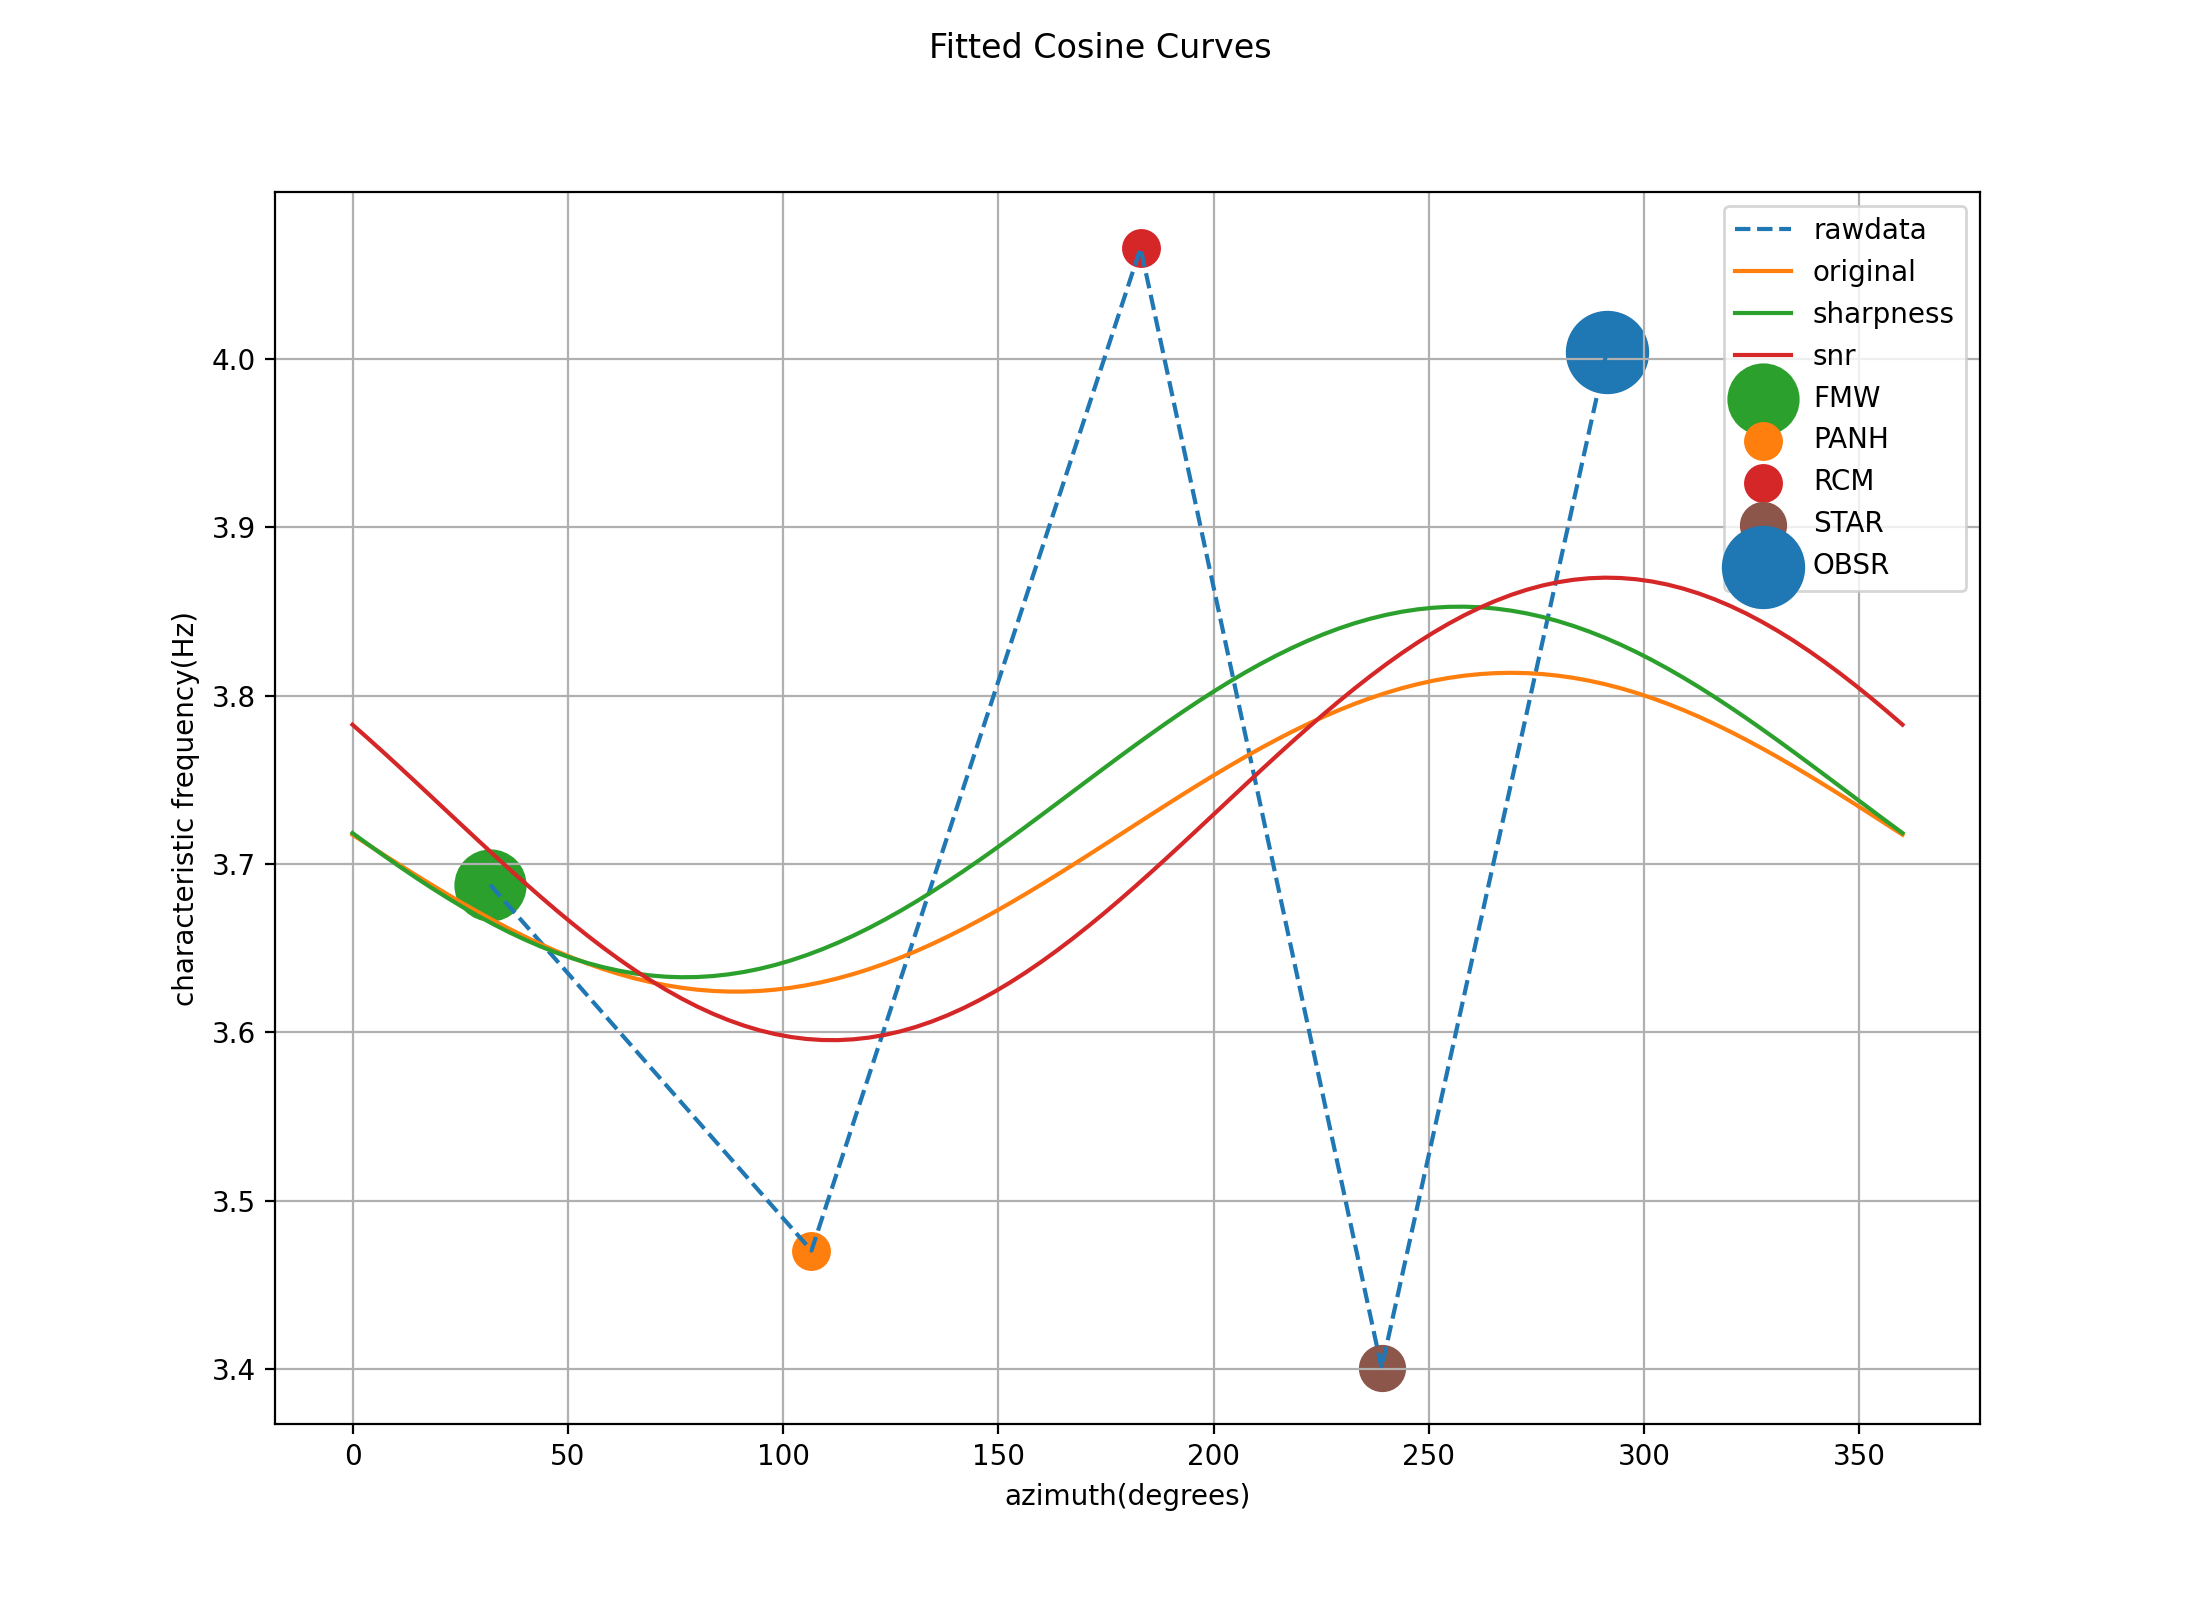 Fitted Cosine Curves
characteristic frequency(Hz)
4.0
3.9
3.8
3.7
3.6
3.5
3.4
rawdata
original
sharpness
snr
FMW
PANH
RCM
STAR
OBSR
0 50 100 150 200 250 300 350
azimuth(degrees)